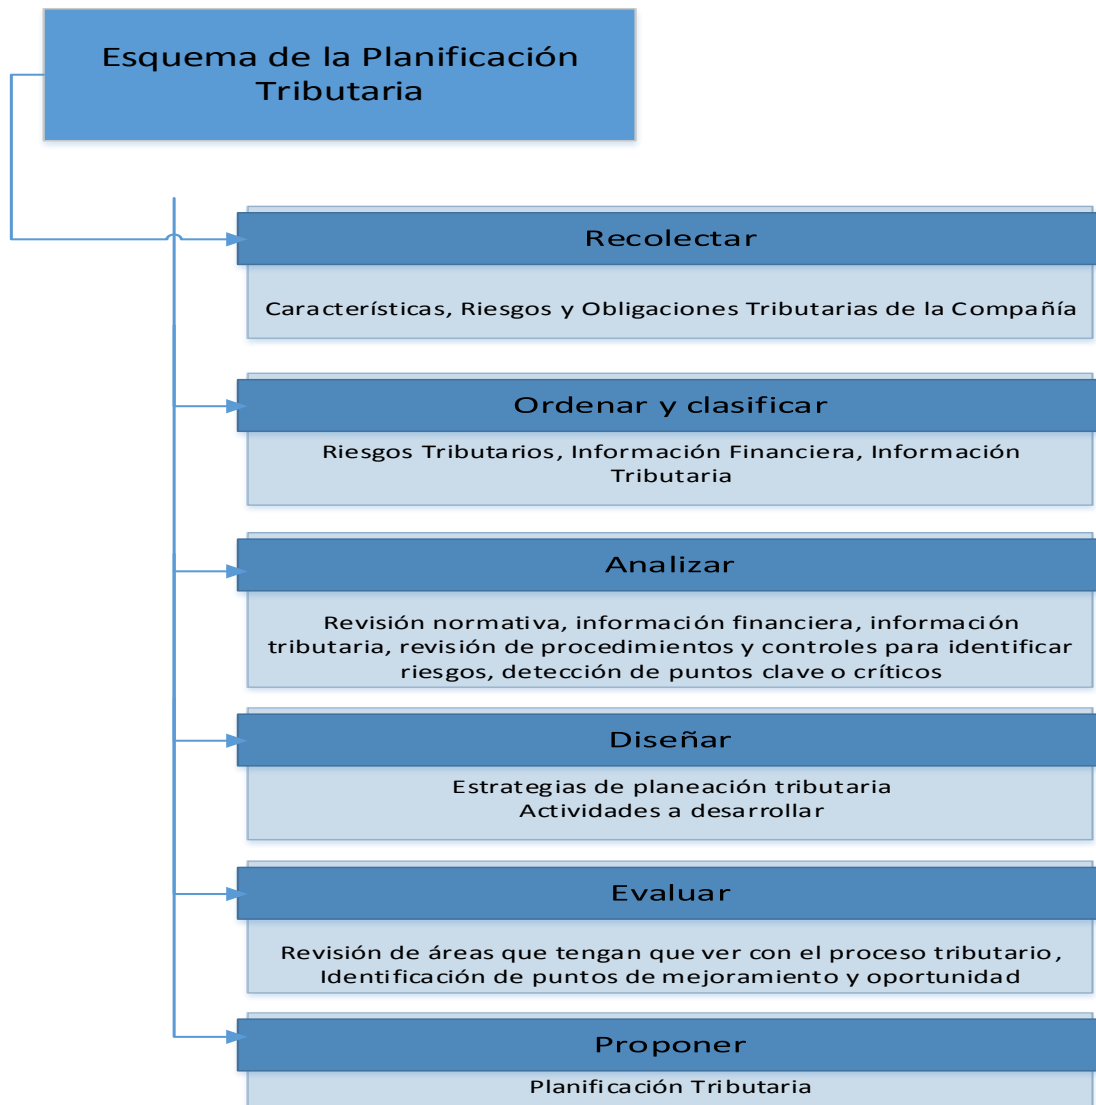 Esquema de la Planificación
Tributaria
Recolectar
Características, Riesgos y Obligaciones Tributarias de la Compañía
Ordenar y clasificar
Riesgos Tributarios, Información Financiera, Información
Tributaria
Analizar
Revisión normativa, información financiera, información
tributaria, revisión de procedimientos y controles para identificar
riesgos, detección de puntos clave o críticos
Diseñar
Estrategias de planeación tributaria
Actividades a desarrollar
Evaluar
Revisión de áreas que tengan que ver con el proceso tributario,
Identificación de puntos de mejoramiento y oportunidad
Proponer
Planificación Tributaria